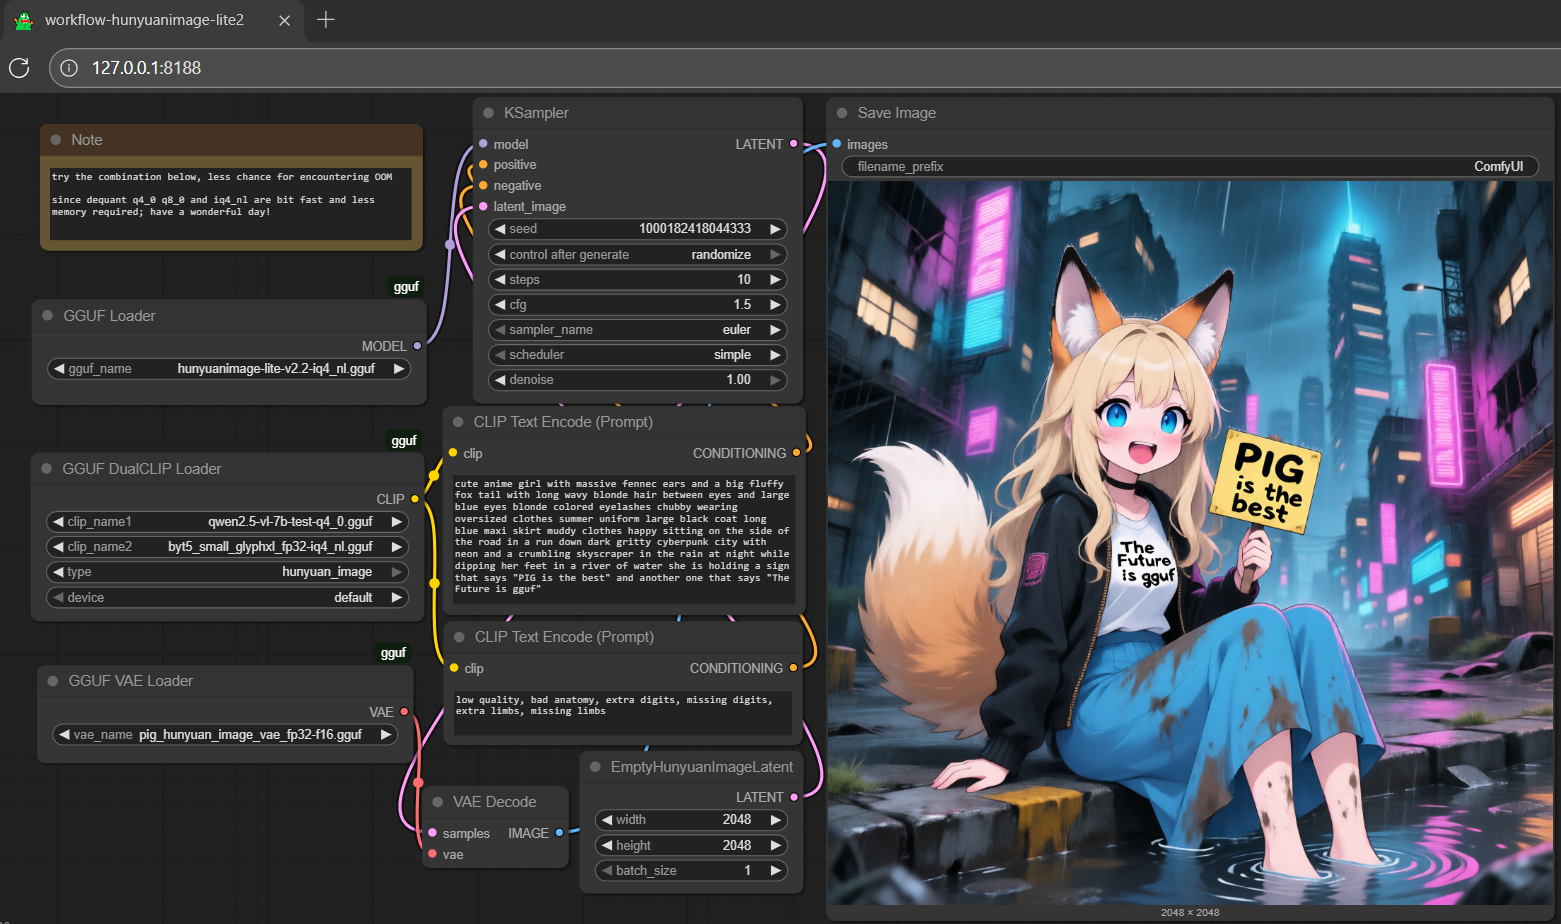 workflow-hunyuanimage-lite2
127.0.0.1:8188
Note
try the combination below, less chance for encountering OOM
since dequant q4_0 q8_0 and iq4_nl are bit fast and less
memory required; have a wonderful day!
gguf
GGUF Loader
MODEL
gguf_name hunyuanimage-lite-v2.2-iq4_nl.gguf
gguf
GGUF DualCLIP Loader
CLIP
clip_name1 qwen2.5-vl-7b-test-q4_0.gguf
clip_name2 byt5_small_glyphxl_fp32-iq4_nl.gguf
type hunyuan_image
device default
gguf
GGUF VAE Loader
VAE
vae_name pig_hunyuan_image_vae_fp32-f16.gguf
KSampler
model LATENT
positive
negative
latent_image
seed 1000182418044333
control after generate randomize
steps 10
cfg 1.5
sampler_name euler
scheduler simple
denoise 1.00
CLIP Text Encode (Prompt)
clip CONDITIONING
cute anime girl with massive fennec ears and a big fluffy
fox tail with long wavy blonde hair between eyes and large
blue eyes blonde colored eyelashes chubby wearing
oversized clothes summer uniform large black coat long
blue maxi skirt muddy clothes happy sitting on the side of
the road in a run down dark gritty cyberpunk city with
neon and a crumbling skyscraper in the rain at night while
dipping her feet in a river of water she is holding a sign
that says "PIG is the best" and another one that says "The
Future is gguf"
CLIP Text Encode (Prompt)
clip CONDITIONING
low quality, bad anatomy, extra digits, missing digits,
extra limbs, missing limbs
VAE Decode
samples IMAGE
vae
EmptyHunyuanImageLatent
LATENT
width 2048
height 2048
batch_size 1
Save Image
images
filename_prefix ComfyUI
PIG
is the
best
The
Future
is gguf
2048 × 2048